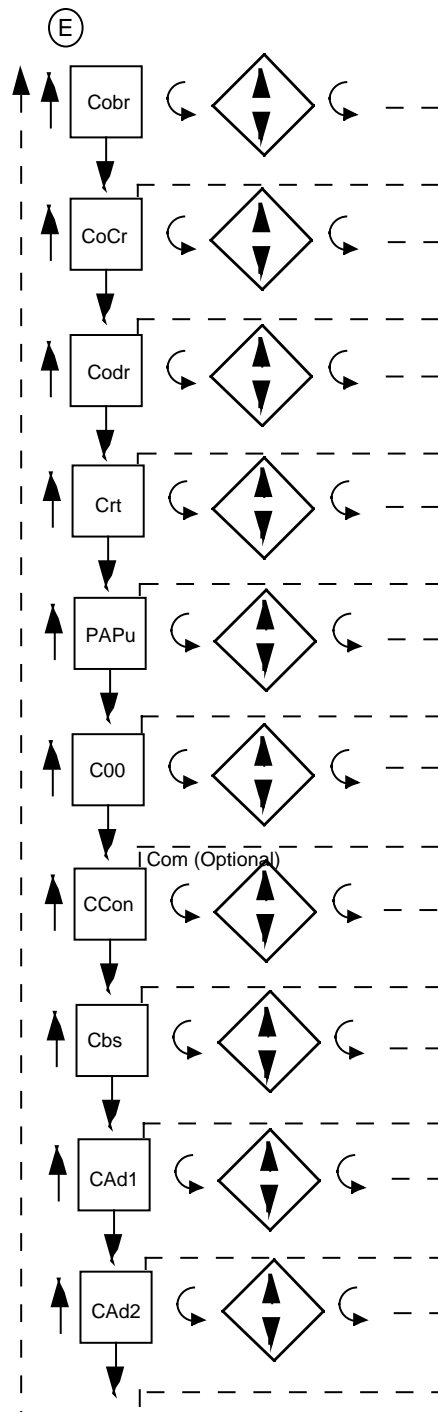 E
Cobr
CoCr
Codr
Crt
PAPu
C00
Com (Optional)
CCon
Cbs
CAd1
CAd2